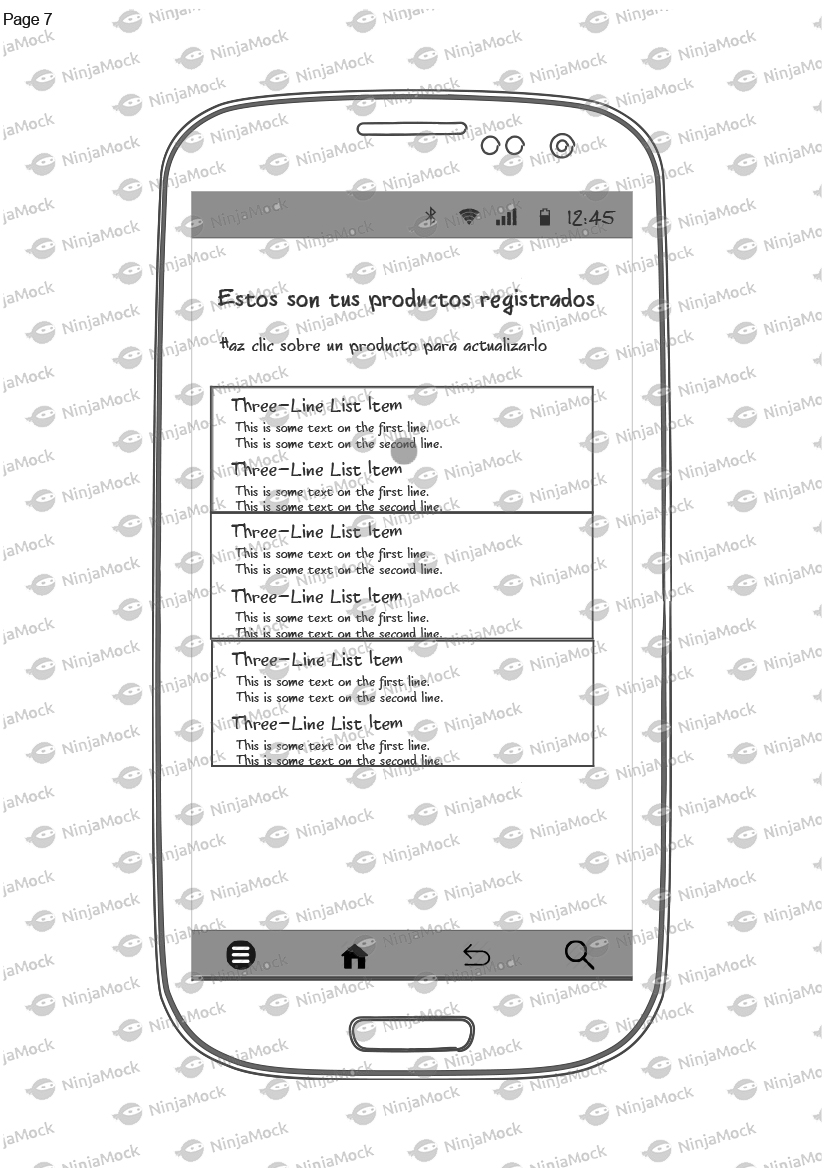 Page 7
12:45
Estos son tus productos registrados
Haz clic sobre un producto para actualizarlo
Three-Line List Item
This is some text on the first line.
This is some text on the second line.
Three-Line List Item
This is some text on the first line.
This is some text on the second line.
Three-Line List Item
This is some text on the first line.
This is some text on the second line.
Three-Line List Item
This is some text on the first line.
This is some text on the second line.
Three-Line List Item
This is some text on the first line.
This is some text on the second line.
Three-Line List Item
This is some text on the first line.
This is some text on the second line.
NinjaMock